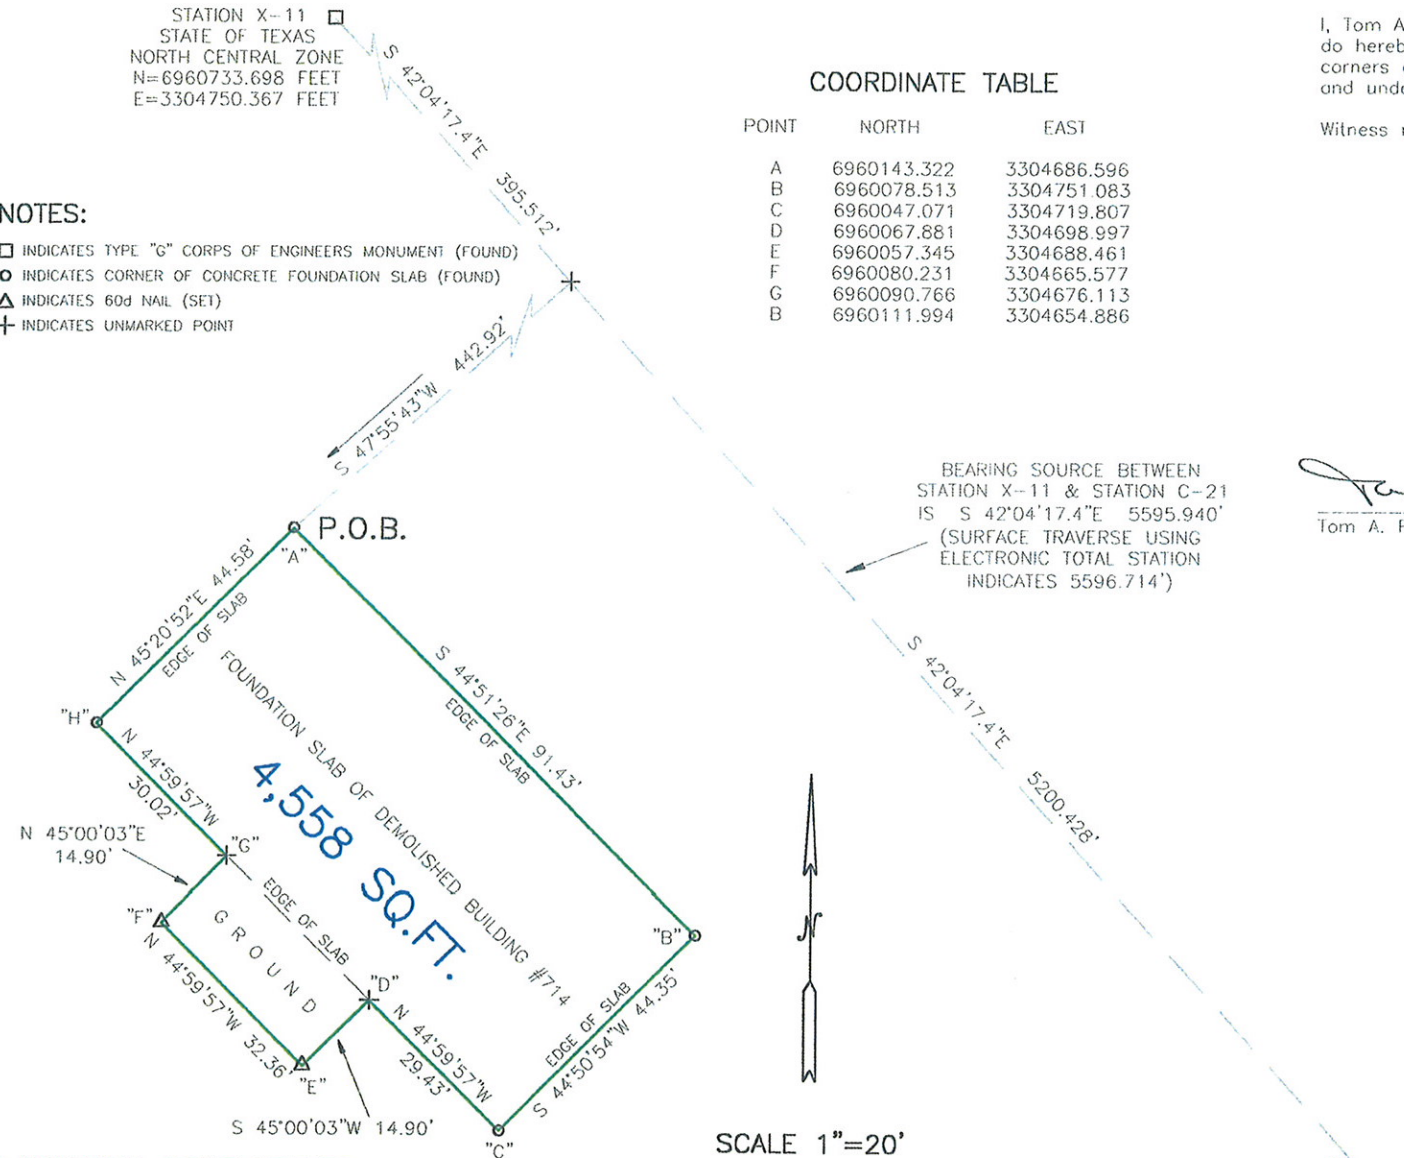 STATION X-11
STATE OF TEXAS
NORTH CENTRAL ZONE
N=6960733.698 FEET
E=3304750.367 FEET
S 42°04'17.4"E 395.512'
COORDINATE TABLE
POINT NORTH EAST
A 6960143.322 3304686.596
B 6960078.513 3304751.083
C 6960047.071 3304719.807
D 6960067.881 3304698.997
E 6960057.345 3304688.461
F 6960080.231 3304665.577
G 6960090.766 3304676.113
B 6960111.994 3304654.886
I, Tom A
do hereb
corners
and unde
Witness
NOTES:
INDICATES TYPE "G" CORPS OF ENGINEERS MONUMENT (FOUND)
INDICATES CORNER OF CONCRETE FOUNDATION SLAB (FOUND)
INDICATES 60d NAIL (SET)
INDICATES UNMARKED POINT
S 47°55'43"W 442.92'
BEARING SOURCE BETWEEN
STATION X-11 & STATION C-21
IS S 42°04'17.4"E 5595.940'
(SURFACE TRAVERSE USING
ELECTRONIC TOTAL STATION
INDICATES 5596.714')
Tom A.
P.O.B.
"A"
N 45°20'52"E 44.58'
EDGE OF SLAB
S 44°51'26"E 91.43'
EDGE OF SLAB
FOUNDATION SLAB OF DEMOLISHED BUILDING #714
4,558 SQ.FT.
S 42°04'17.4"E 5200.428'
"H"
N 44°59'57"W
30.02'
N 45°00'03"E
14.90'
"G"
EDGE OF SLAB
"F"
GROUND
N 44°59'57"W 32.36'
"E"
"D"
N 44°59'57"W
29.43'
S 45°00'03"W 14.90'
"B"
EDGE OF SLAB
S 44°50'54"W 44.35'
"C"
N
SCALE 1"=20'